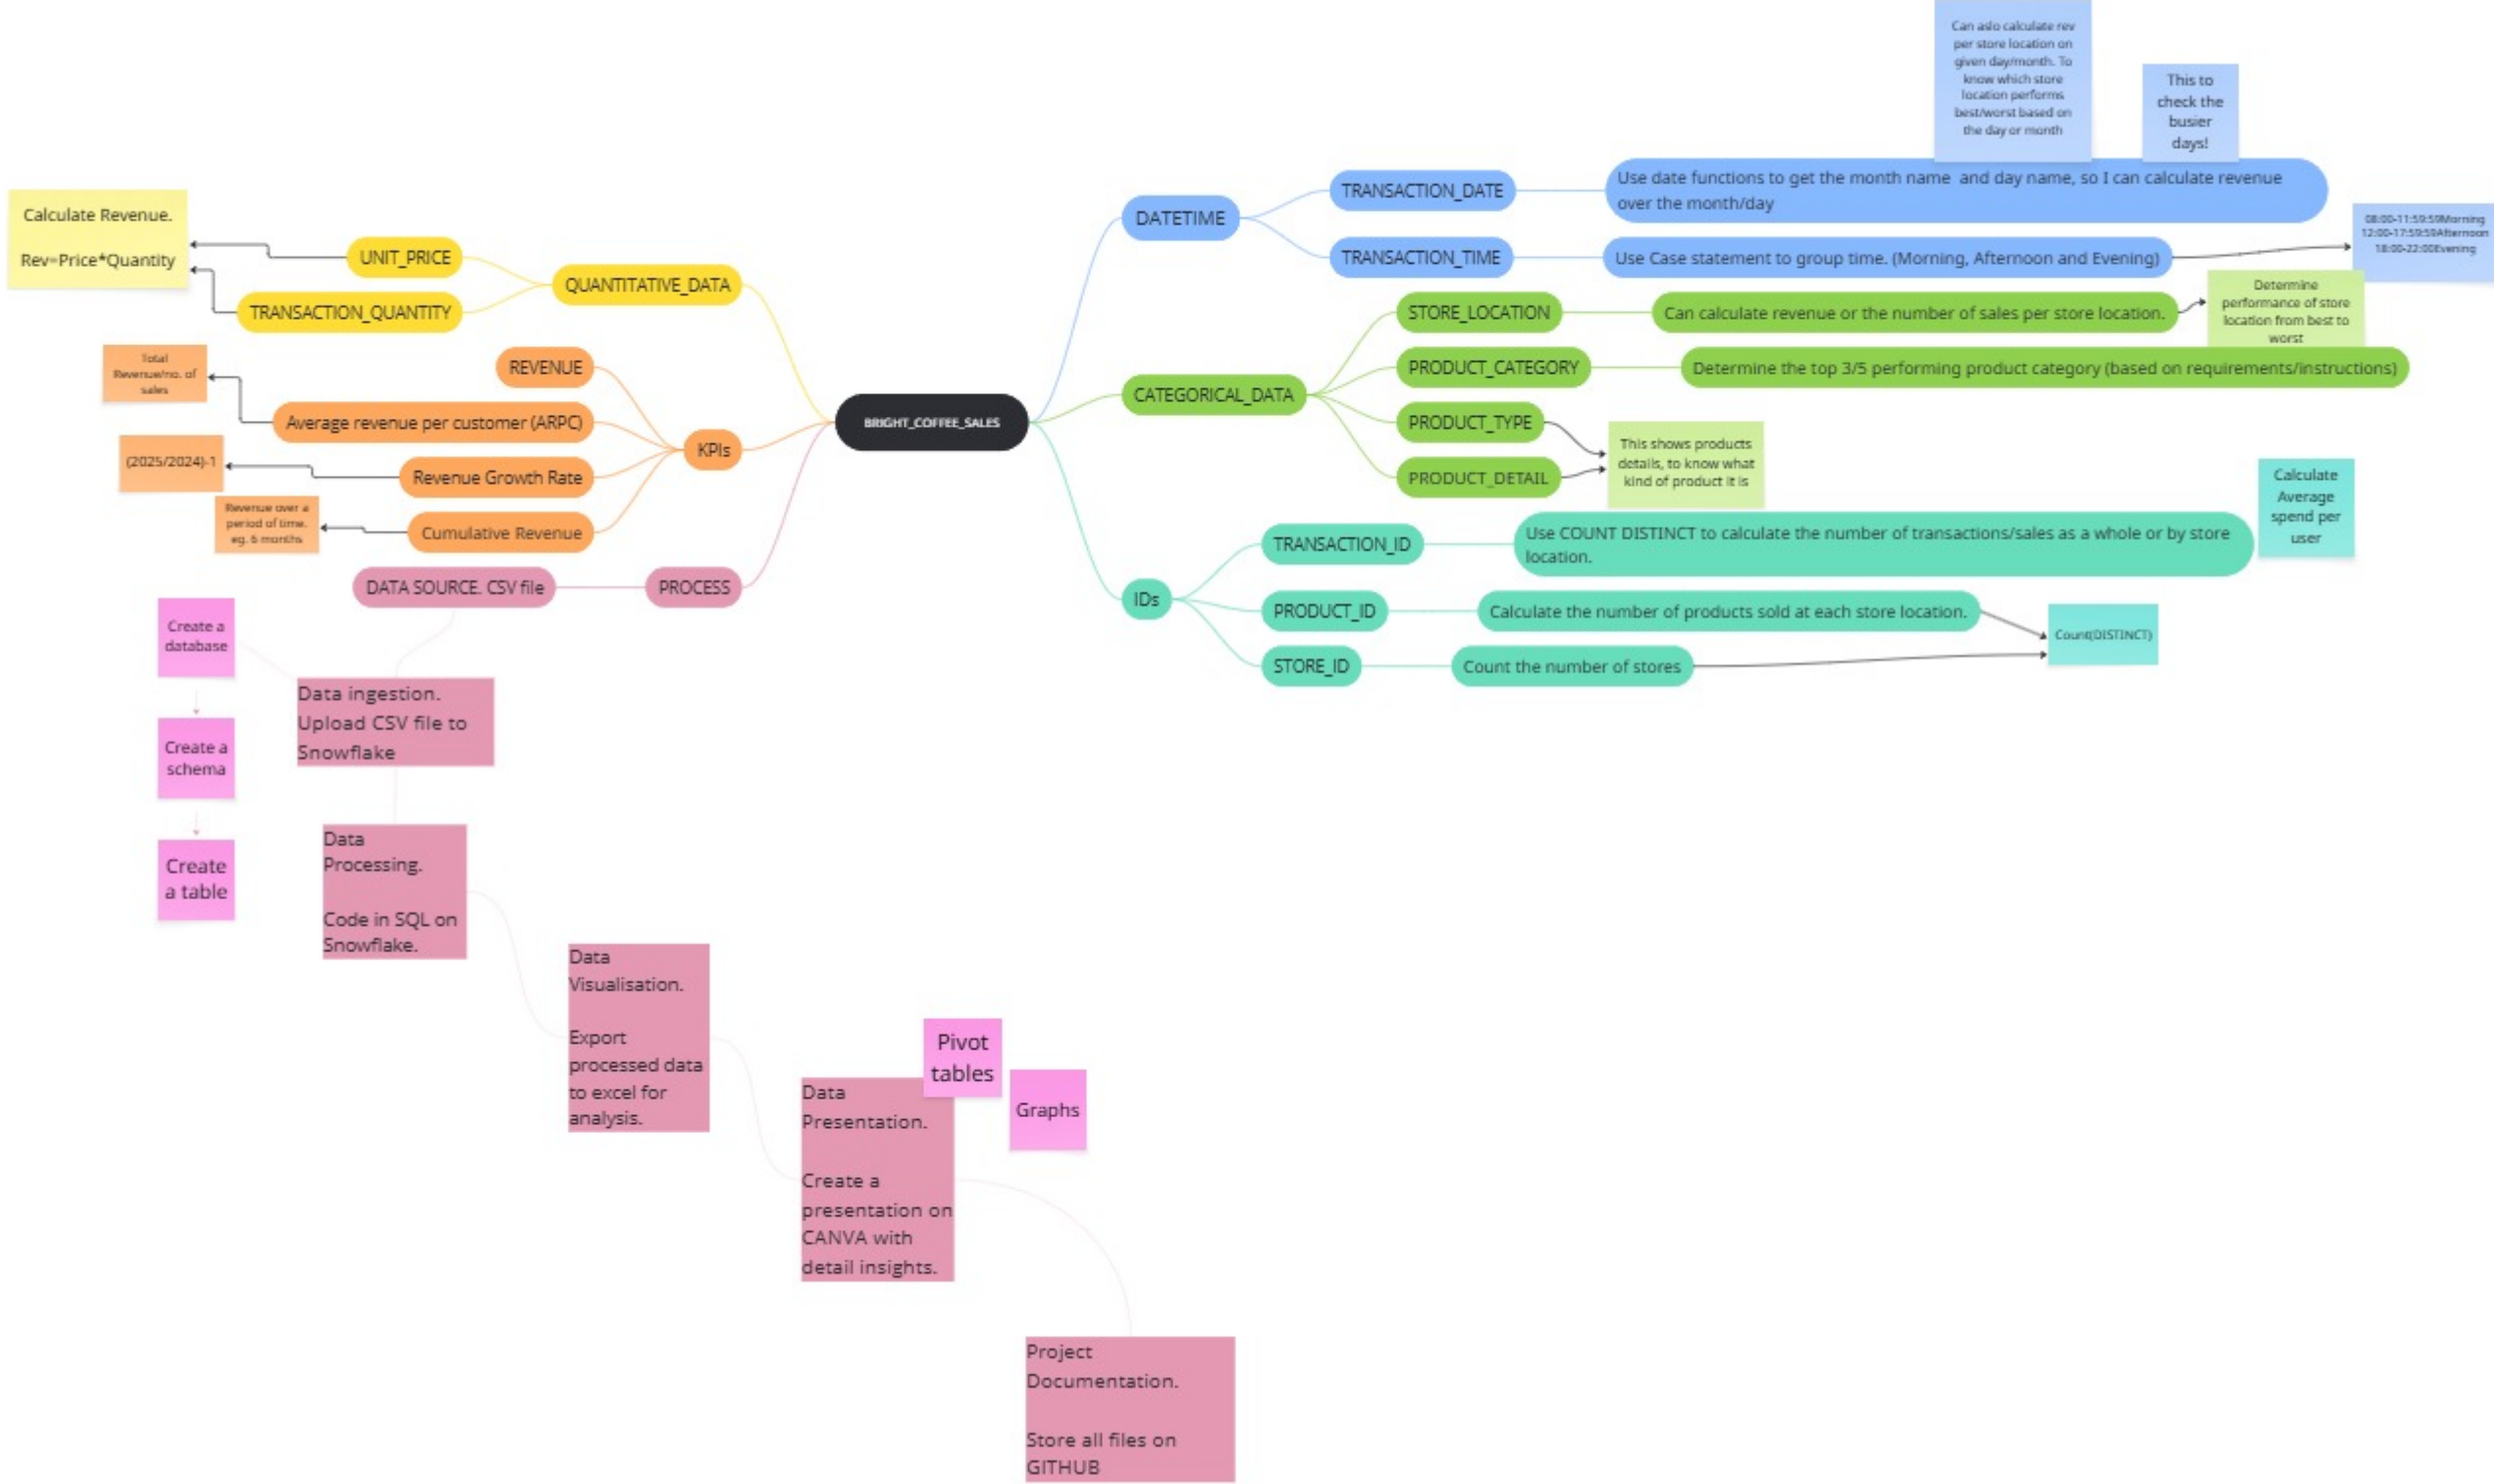 BRIGHT_COFFEE_SALES
QUANTITATIVE_DATA
UNIT_PRICE
TRANSACTION_QUANTITY
Calculate Revenue.
Rev=Price*Quantity
KPIs
REVENUE
Average revenue per customer (ARPC)
Total
Revenue/no. of
sales
Revenue Growth Rate
(2025/2024)-1
Cumulative Revenue
Revenue over a
period of time.
eg. 6 months
PROCESS
DATA SOURCE. CSV file
Data ingestion.
Upload CSV file to
Snowflake
Create a
database
Create a
schema
Create
a table
Data
Processing.
Code in SQL on
Snowflake.
Data
Visualisation.
Export
processed data
to excel for
analysis.
Pivot
tables
Graphs
Data
Presentation.
Create a
presentation on
CANVA with
detail insights.
Project
Documentation.
Store all files on
GITHUB
DATETIME
TRANSACTION_DATE
Use date functions to get the month name  and day name, so I can calculate revenue
over the month/day
Can aslo calculate rev
per store location on
given day/month. To
know which store
location performs
best/worst based on
the day or month
This to
check the
busier
days!
TRANSACTION_TIME
Use Case statement to group time. (Morning, Afternoon and Evening)
08:00-11:59:59Morning
12:00-17:59:59Afternoon
18:00-22:00Evening
CATEGORICAL_DATA
STORE_LOCATION
Can calculate revenue or the number of sales per store location.
Determine
performance of store
location from best to
worst
PRODUCT_CATEGORY
Determine the top 3/5 performing product category (based on requirements/instructions)
PRODUCT_TYPE
PRODUCT_DETAIL
This shows products
details, to know what
kind of product it is
IDs
TRANSACTION_ID
Use COUNT DISTINCT to calculate the number of transactions/sales as a whole or by store
location.
Calculate
Average
spend per
user
PRODUCT_ID
Calculate the number of products sold at each store location.
STORE_ID
Count the number of stores
Count(DISTINCT)